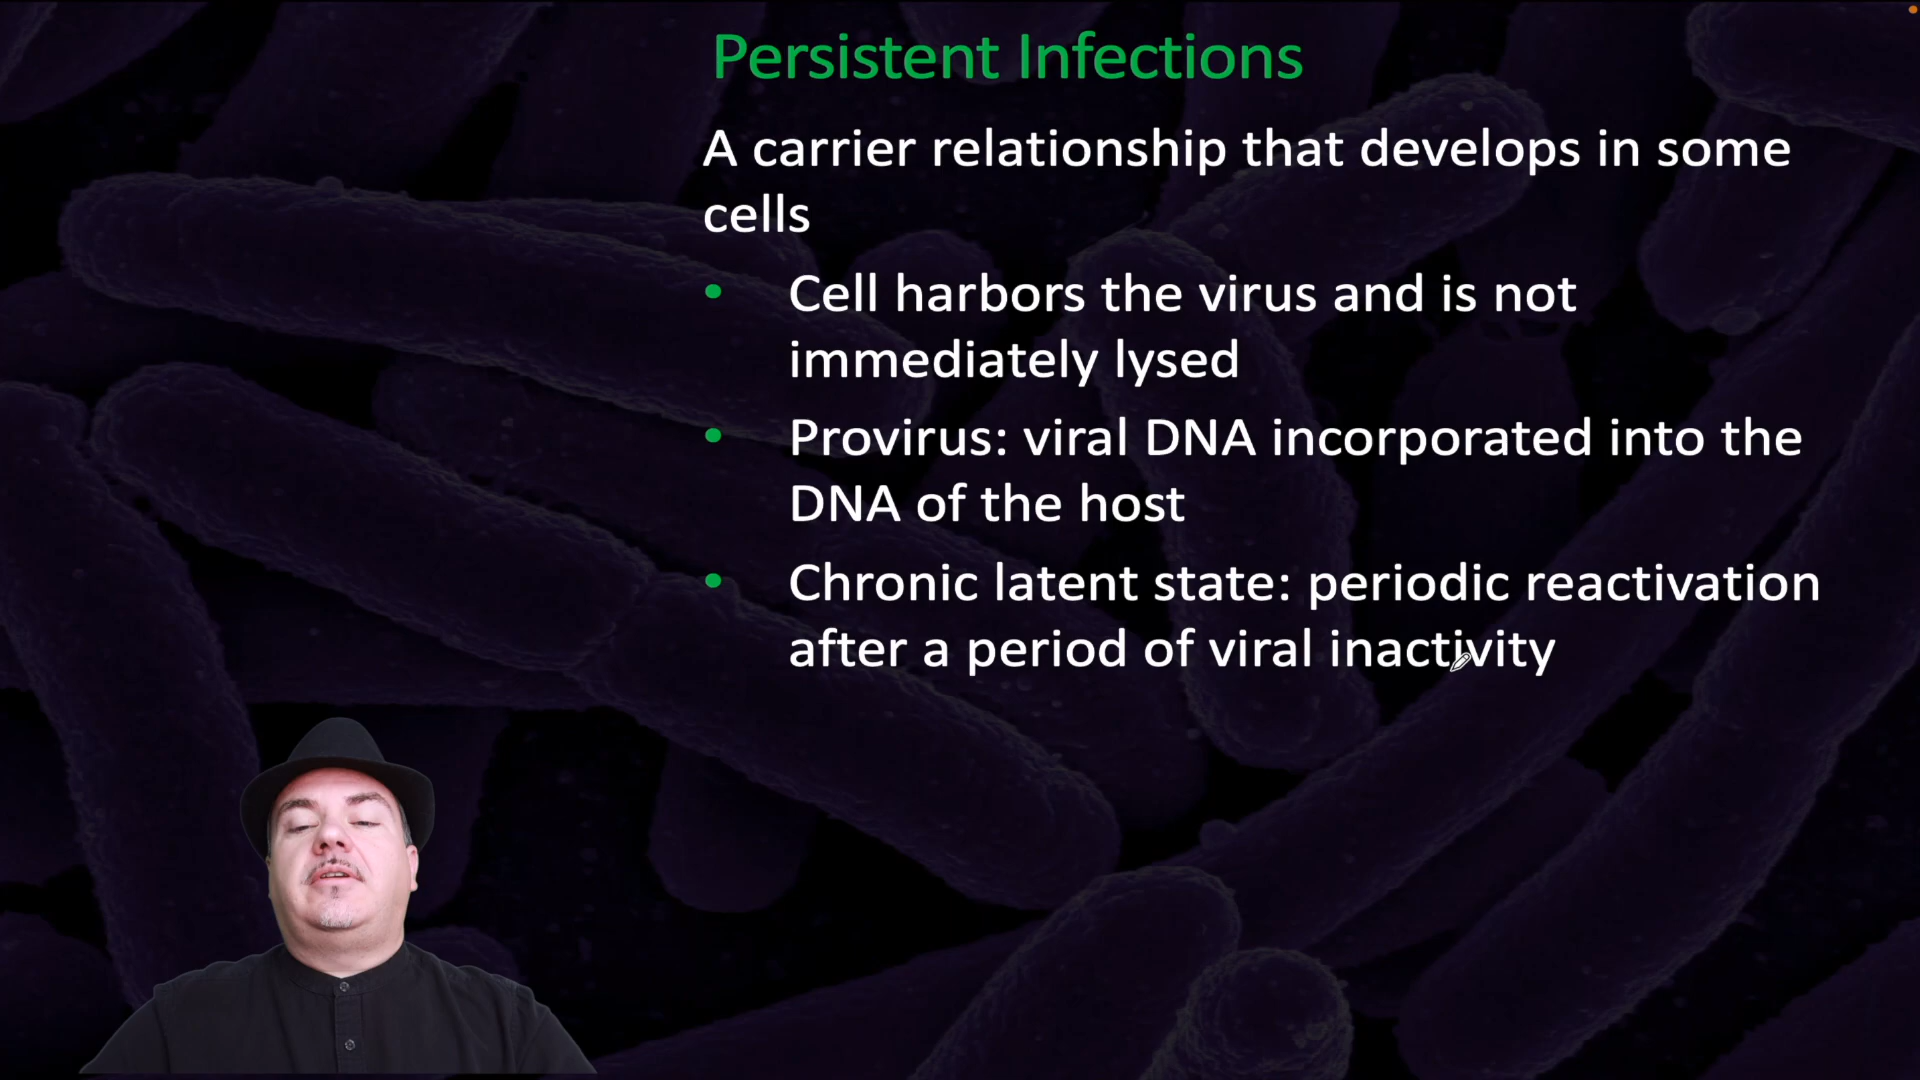 Persistent Infections
A carrier relationship that develops in some
cells
• Cell harbors the virus and is not
immediately lysed
• Provirus: viral DNA incorporated into the
DNA of the host
• Chronic latent state: periodic reactivation
after a period of viral inactivity